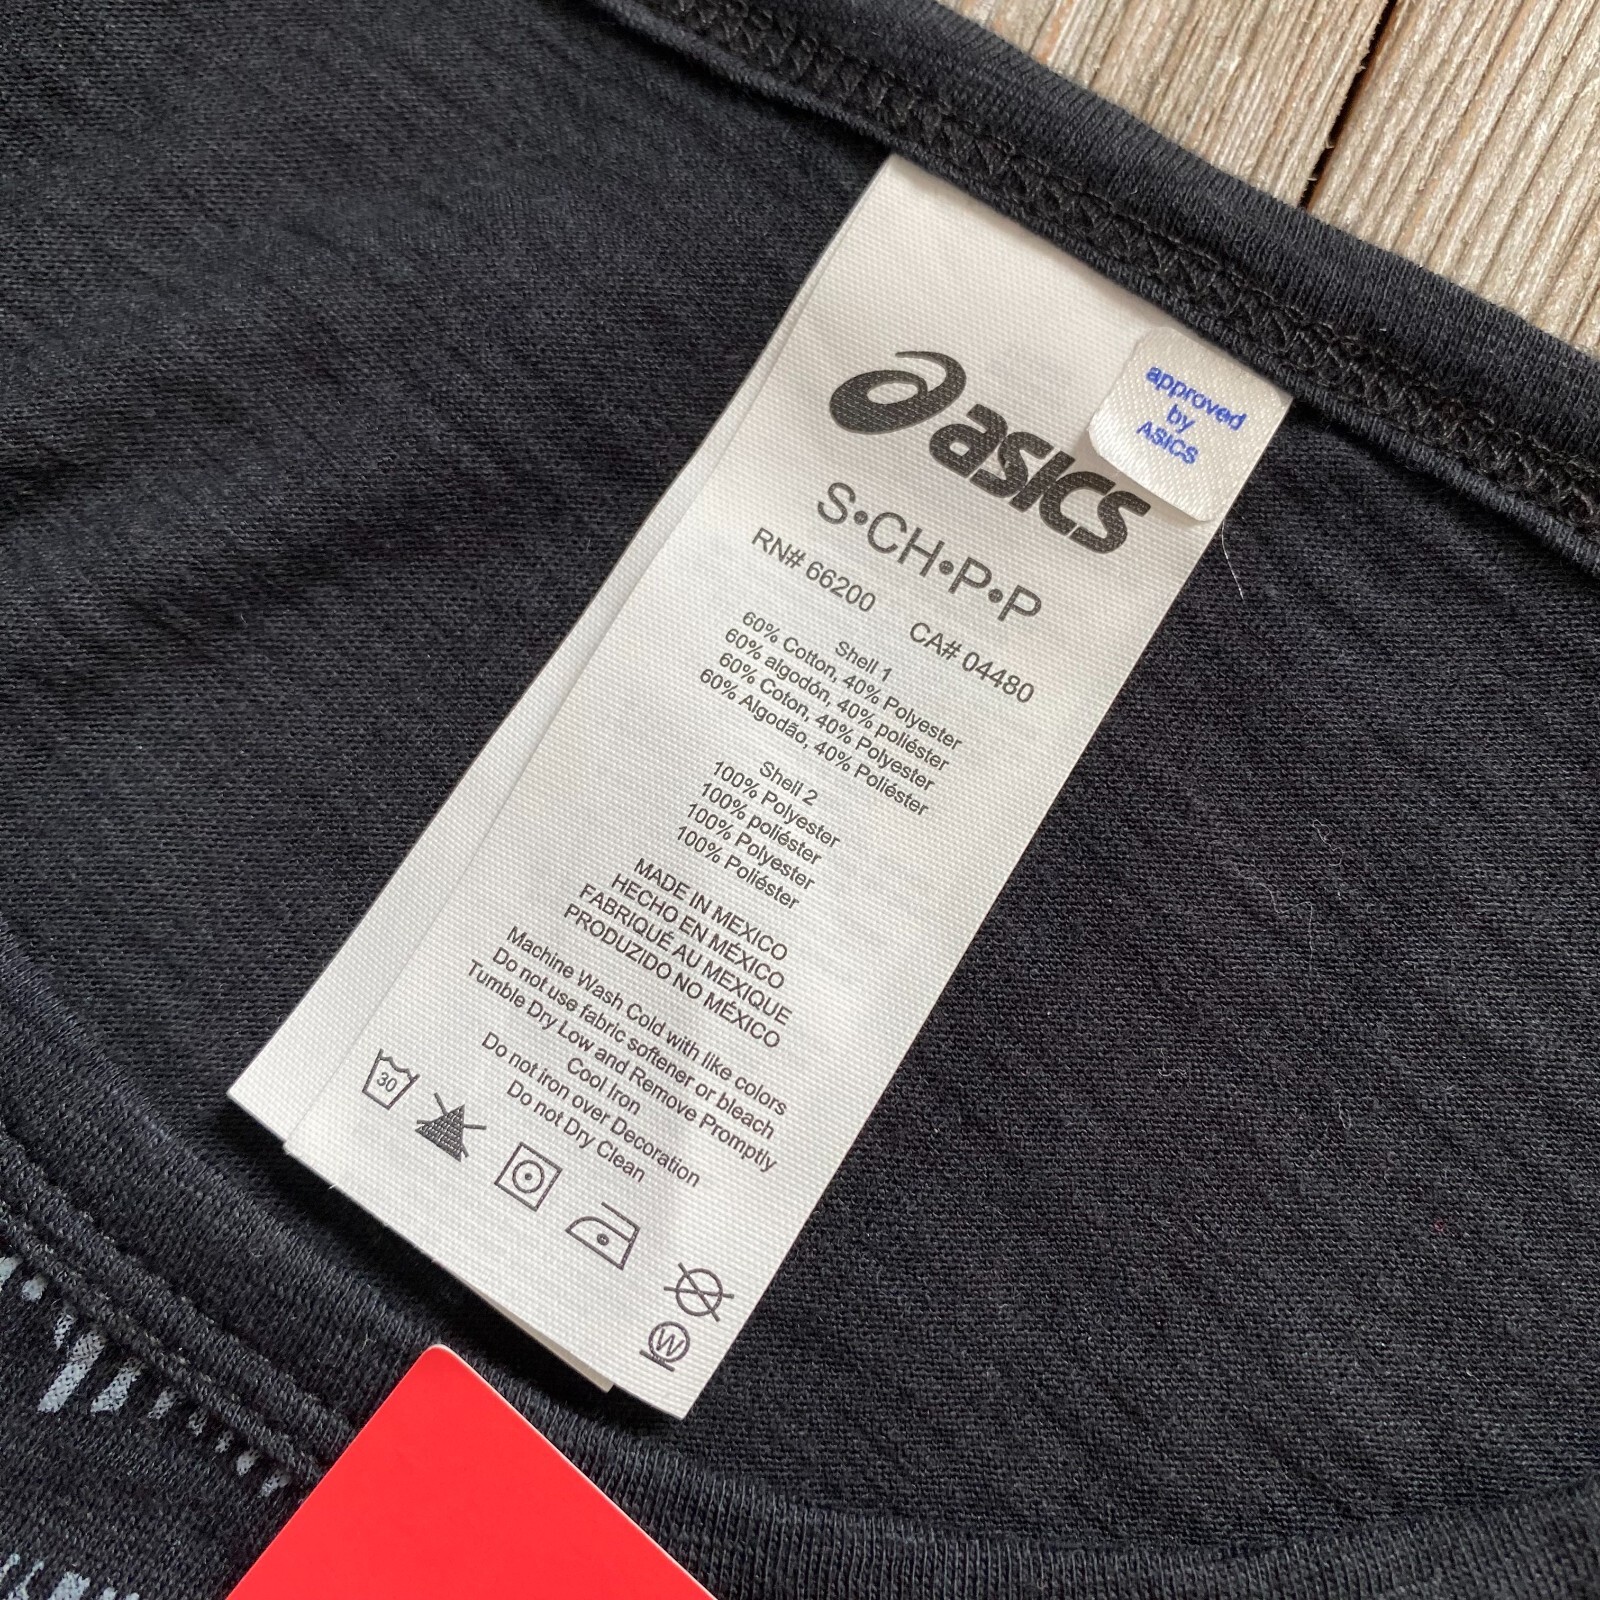 asics
approved
by
ASICS
S•CH•P•P
RN# 66200 CA# 04480
Shell 1
60% Cotton, 40% Polyester
60% algodón, 40% poliéster
60% Coton, 40% Polyester
60% Algodão, 40% Poliéster
Shell 2
100% Polyester
100% poliéster
100% Polyester
100% Poliéster
MADE IN MEXICO
HECHO EN MÉXICO
FABRIQUÉ AU MEXIQUE
PRODUZIDO NO MÉXICO
Machine Wash Cold with like colors
Do not use fabric softener or bleach
Tumble Dry Low and Remove Promptly
Cool Iron
Do not iron over Decoration
Do not Dry Clean
30
W